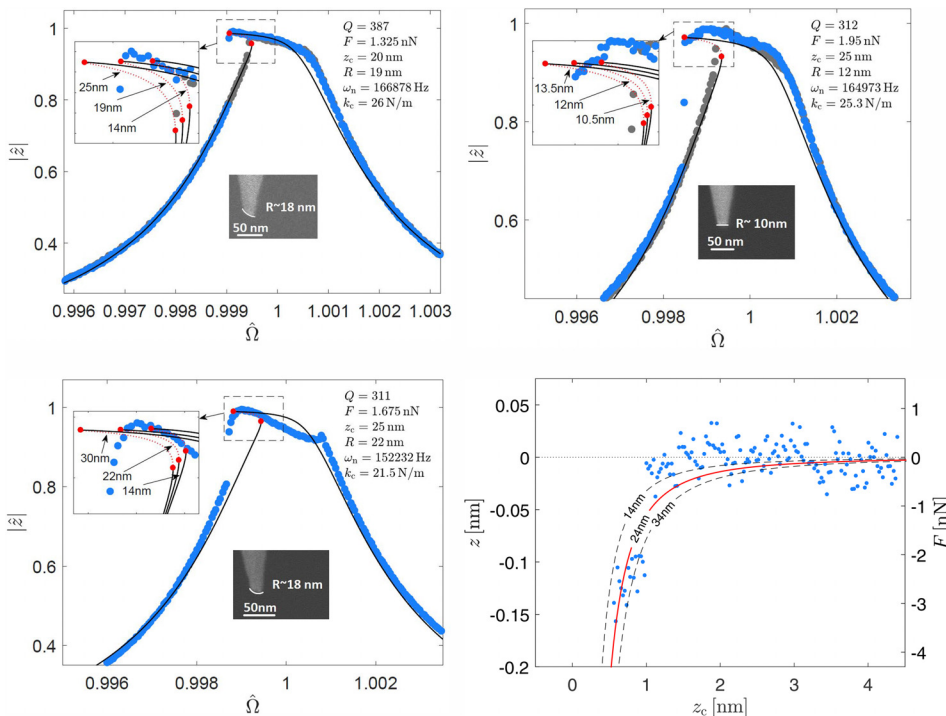 Q = 387
F = 1.325 nN
z_c = 20 nm
R = 19 nm
ω_n = 166878 Hz
k_c = 26 N/m
25nm
19nm
14nm
R~18 nm
50 nm
|ẑ|
1
0.8
0.6
0.4
0.996 0.997 0.998 0.999 1 1.001 1.002 1.003
Ω̂
Q = 312
F = 1.95 nN
z_c = 25 nm
R = 12 nm
ω_n = 164973 Hz
k_c = 25.3 N/m
13.5nm
12nm
10.5nm
R~ 10nm
50 nm
|ẑ|
1
0.8
0.6
0.996 0.998 1 1.002
Ω̂
Q = 311
F = 1.675 nN
z_c = 25 nm
R = 22 nm
ω_n = 152232 Hz
k_c = 21.5 N/m
30nm
22nm
14nm
R~18 nm
50nm
|ẑ|
1
0.8
0.6
0.4
0.996 0.998 1 1.002
Ω̂
z [nm]
0.05
0
-0.05
-0.1
-0.15
-0.2
14nm
24nm
34nm
1
0
-1
-2
-3
-4
F [nN]
0 1 2 3 4
z_c [nm]